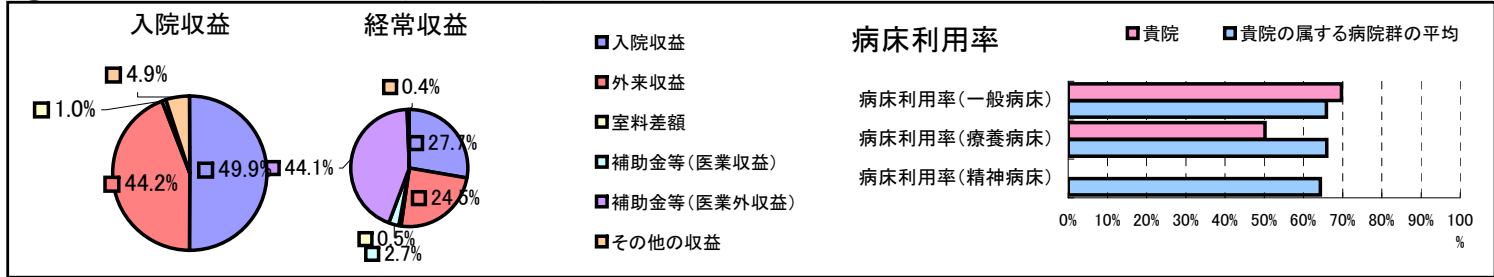 入院収益
4.9%
1.0%
44.2%
49.9%
経常収益
0.4%
27.7%
44.1%
24.5%
0.5%
2.7%
入院収益
外来収益
室料差額
補助金等(医業収益)
補助金等(医業外収益)
その他の収益
病床利用率
貴院
貴院の属する病院群の平均
病床利用率(一般病床)
病床利用率(療養病床)
病床利用率(精神病床)
0% 10% 20% 30% 40% 50% 60% 70% 80% 90% 100
%